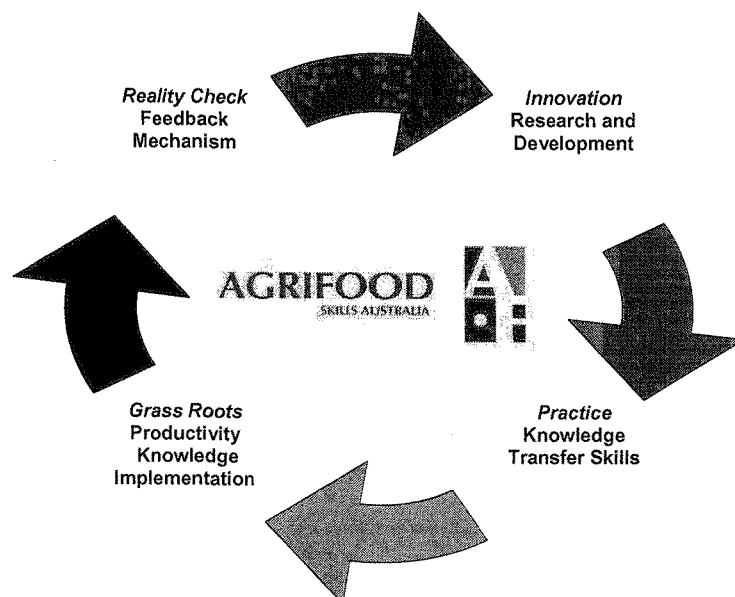 Reality Check
Feedback
Mechanism
Innovation
Research and
Development
AGRIFOOD
SKILLS AUSTRALIA
Grass Roots
Productivity
Knowledge
Implementation
Practice
Knowledge
Transfer Skills